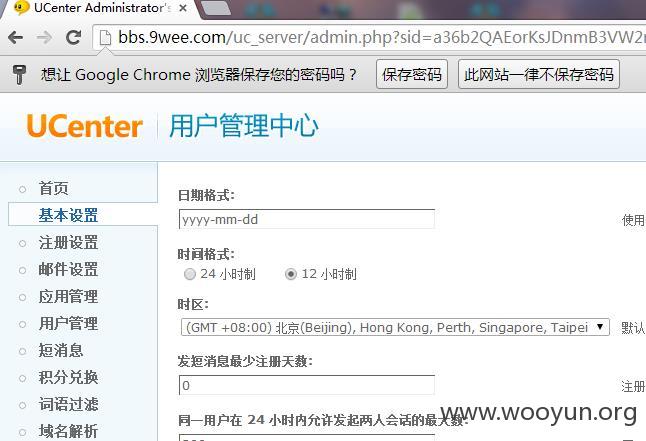 UCenter Administrator's
bbs.9wee.com/uc_server/admin.php?sid=a36b2QAEorKsJDnmB3VW2
想让 Google Chrome 浏览器保存您的密码吗？ 保存密码 此网站一律不保存密码
UCenter 用户管理中心
首页
基本设置
注册设置
邮件设置
应用管理
用户管理
短消息
积分兑换
词语过滤
域名解析
日期格式:
yyyy-mm-dd
使用
时间格式:
24 小时制 12 小时制
时区:
(GMT +08:00) 北京(Beijing), Hong Kong, Perth, Singapore, Taipei
默认
发短消息最少注册天数:
0
注册
同一用户在 24 小时内允许发起两人会话的最大数:
www.wooyun.org